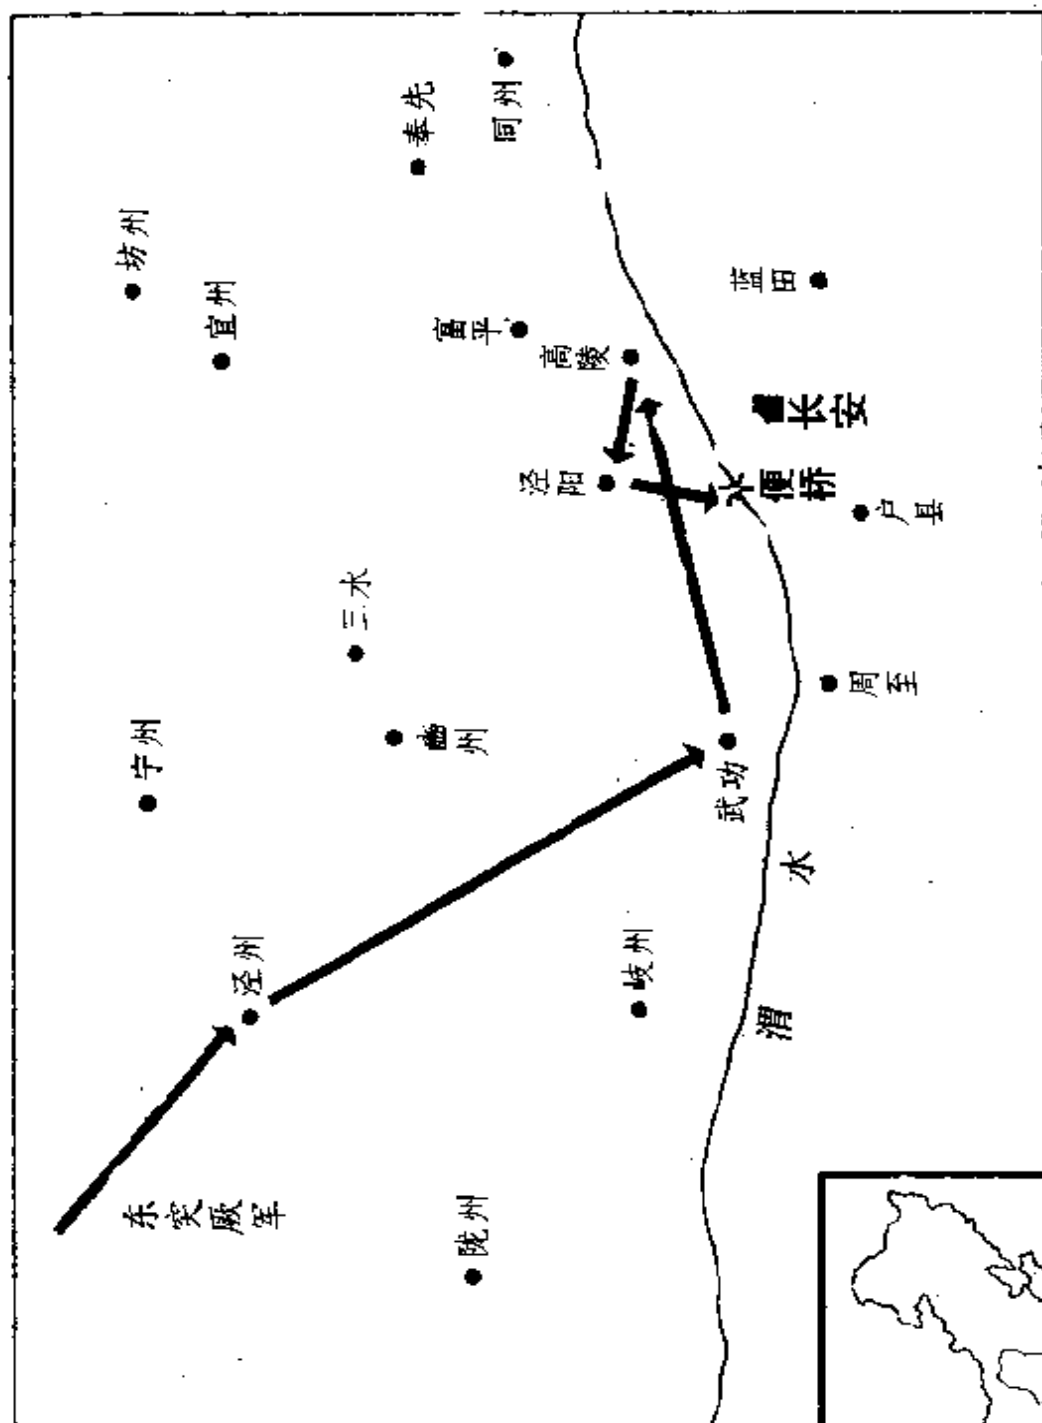 坊州
宜州
奉先
同州
富平
高陵
蓝田
长安
泾阳
便桥
户县
三水
宁州
州
武功
周至
泾州
岐州
渭水
东突厥军
陇州